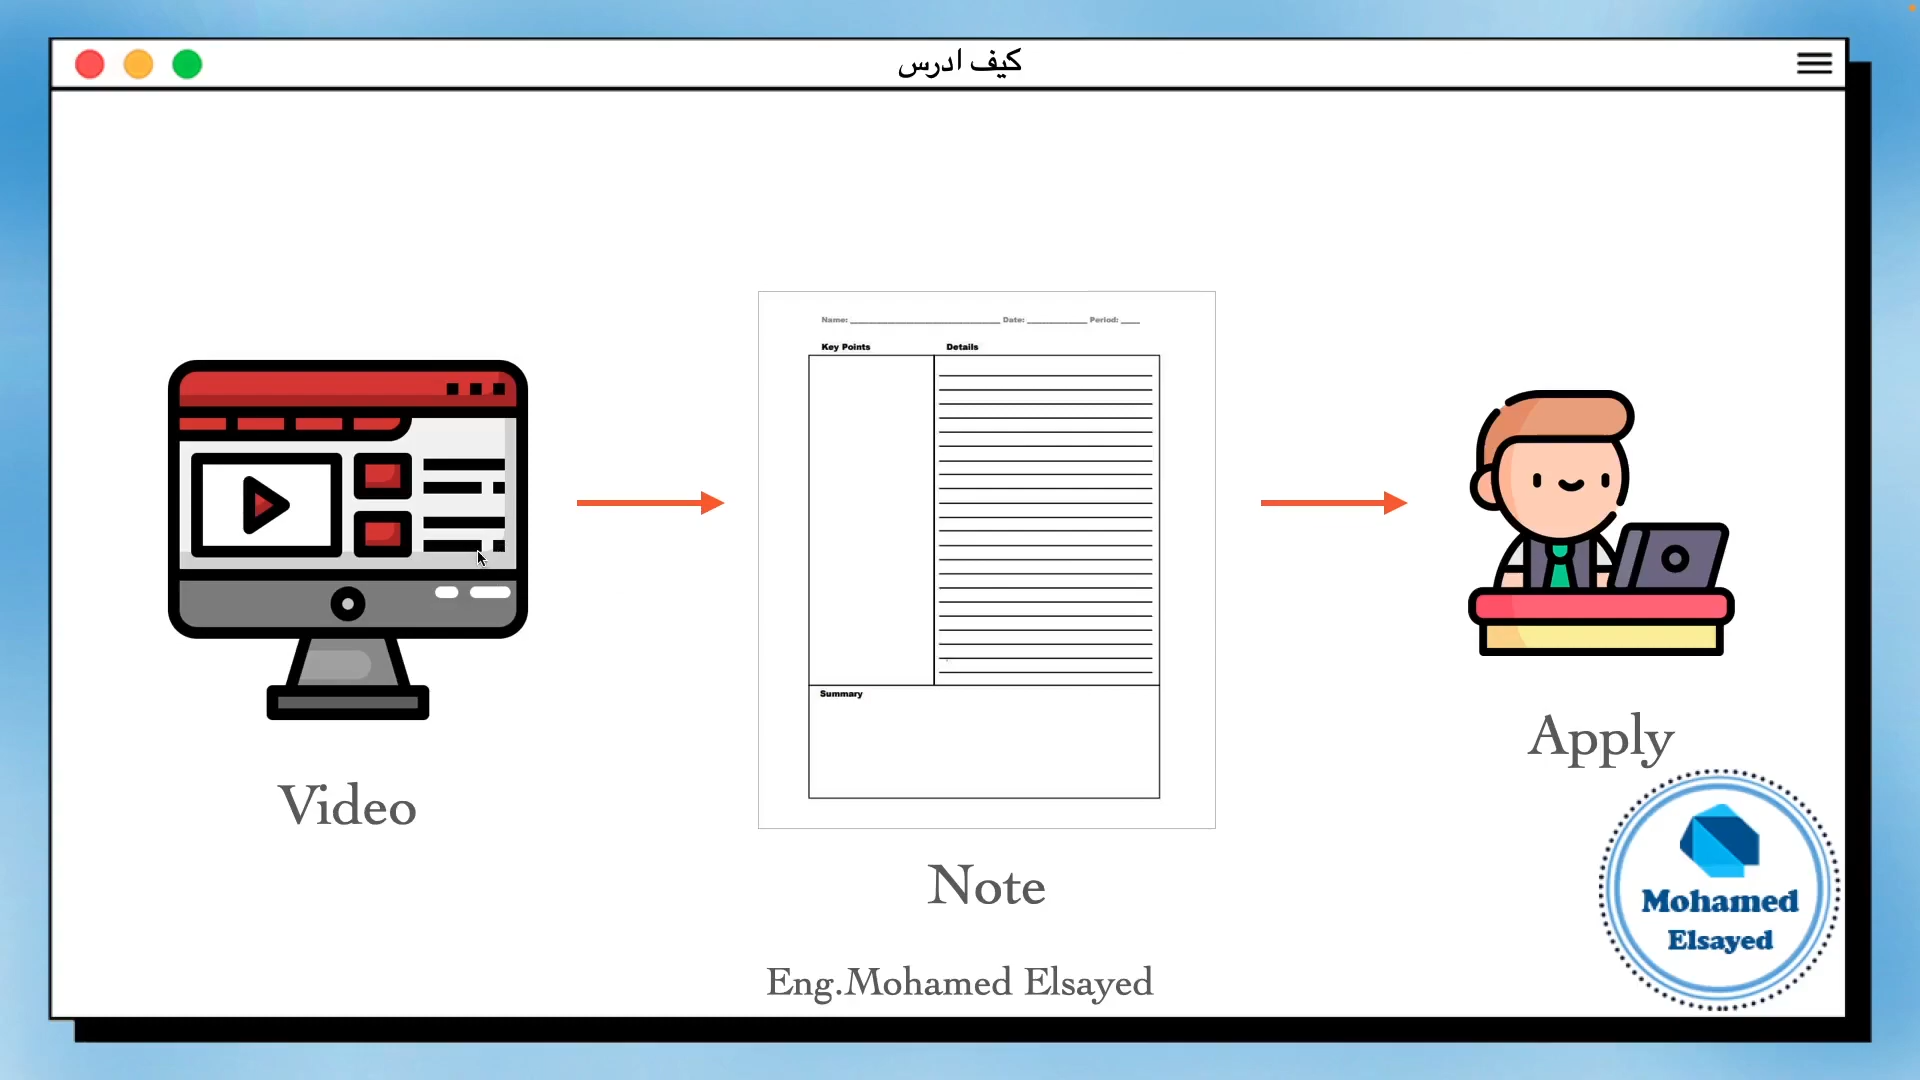 كيف ادرس
Name: Date: Period:
Key Points Details
Summary
Video
Note
Apply
Mohamed
Elsayed
Eng.Mohamed Elsayed